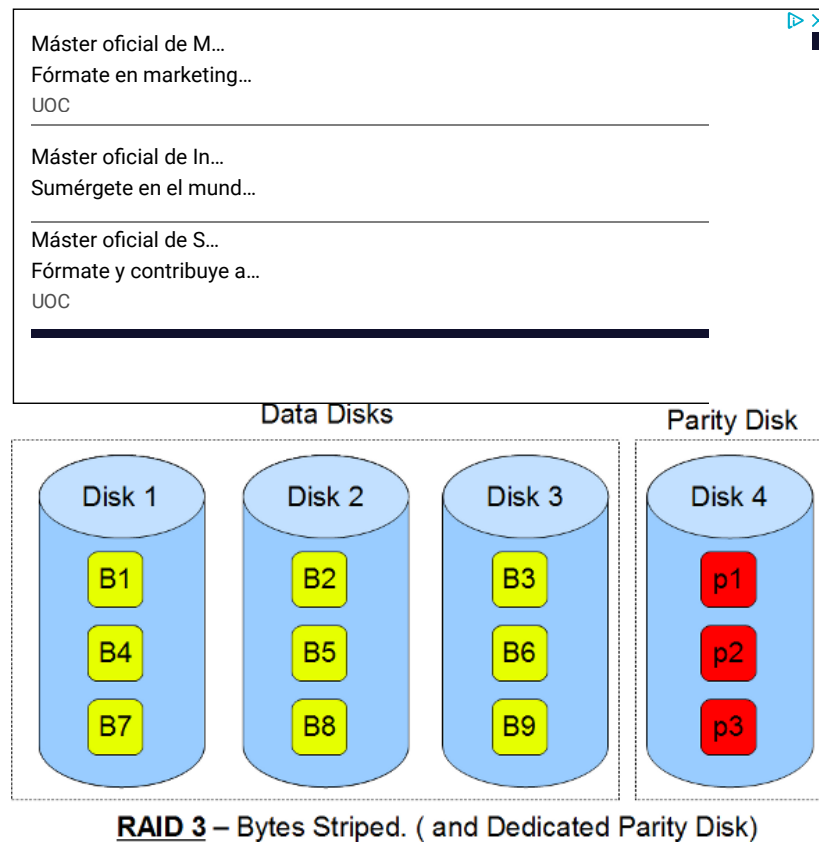 Máster oficial de M...
Fórmate en marketing...
UOC
Máster oficial de In...
Sumérgete en el mund...
Máster oficial de S...
Fórmate y contribuye a...
UOC
Data Disks
Parity Disk
Disk 1 Disk 2 Disk 3 Disk 4
B1 B2 B3 p1
B4 B5 B6 p2
B7 B8 B9 p3
RAID 3 – Bytes Striped. ( and Dedicated Parity Disk)